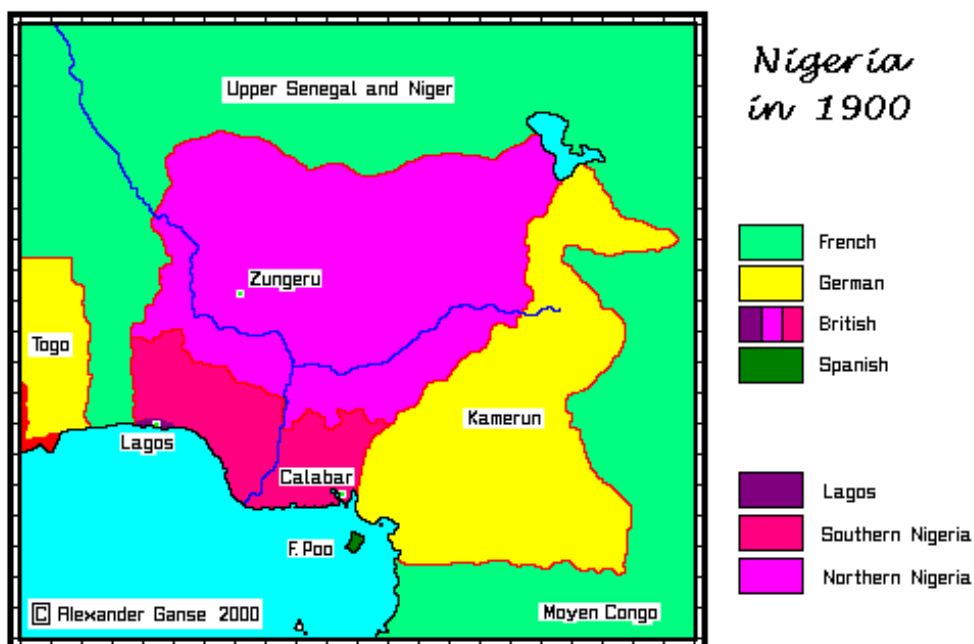 Nigeria
in 1900
Upper Senegal and Niger
Zungeru
Togo
Kamerun
Lagos
Calabar
F. Poo
© Alexander Ganse 2000
Moyen Congo
French
German
British
Spanish
Lagos
Southern Nigeria
Northern Nigeria